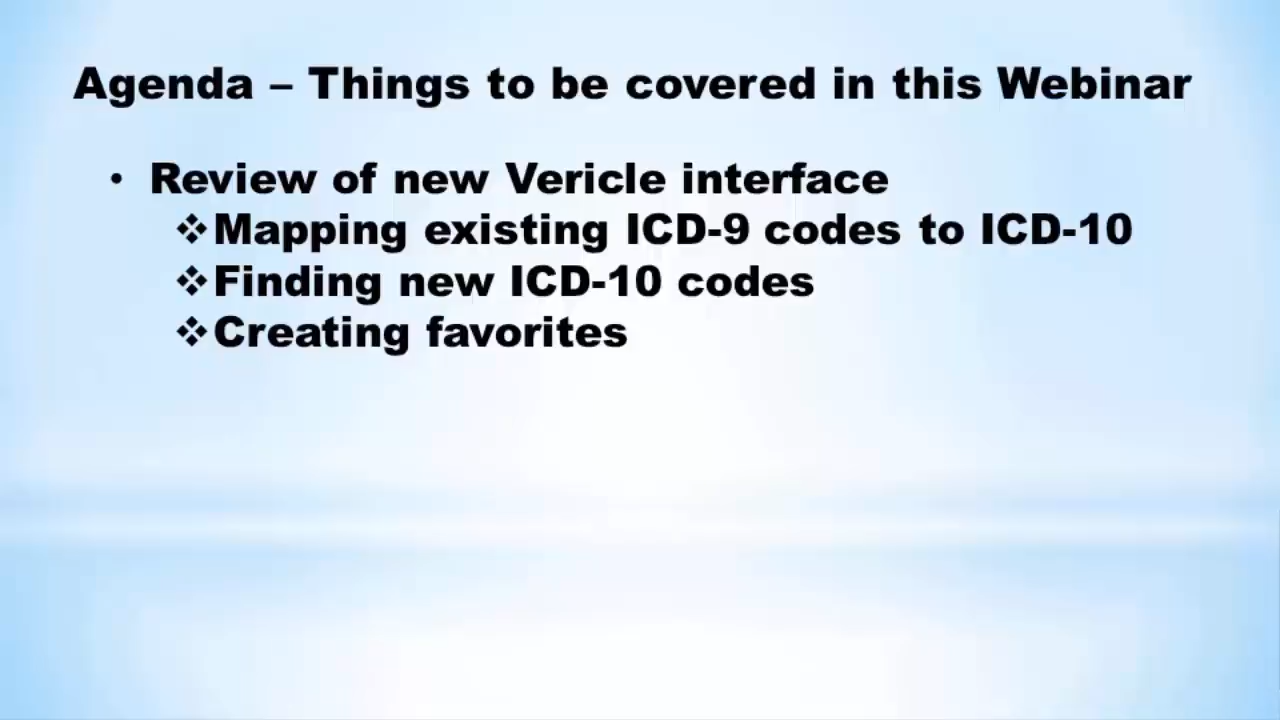 Agenda – Things to be covered in this Webinar
• Review of new Vericle interface
❖Mapping existing ICD-9 codes to ICD-10
❖Finding new ICD-10 codes
❖Creating favorites